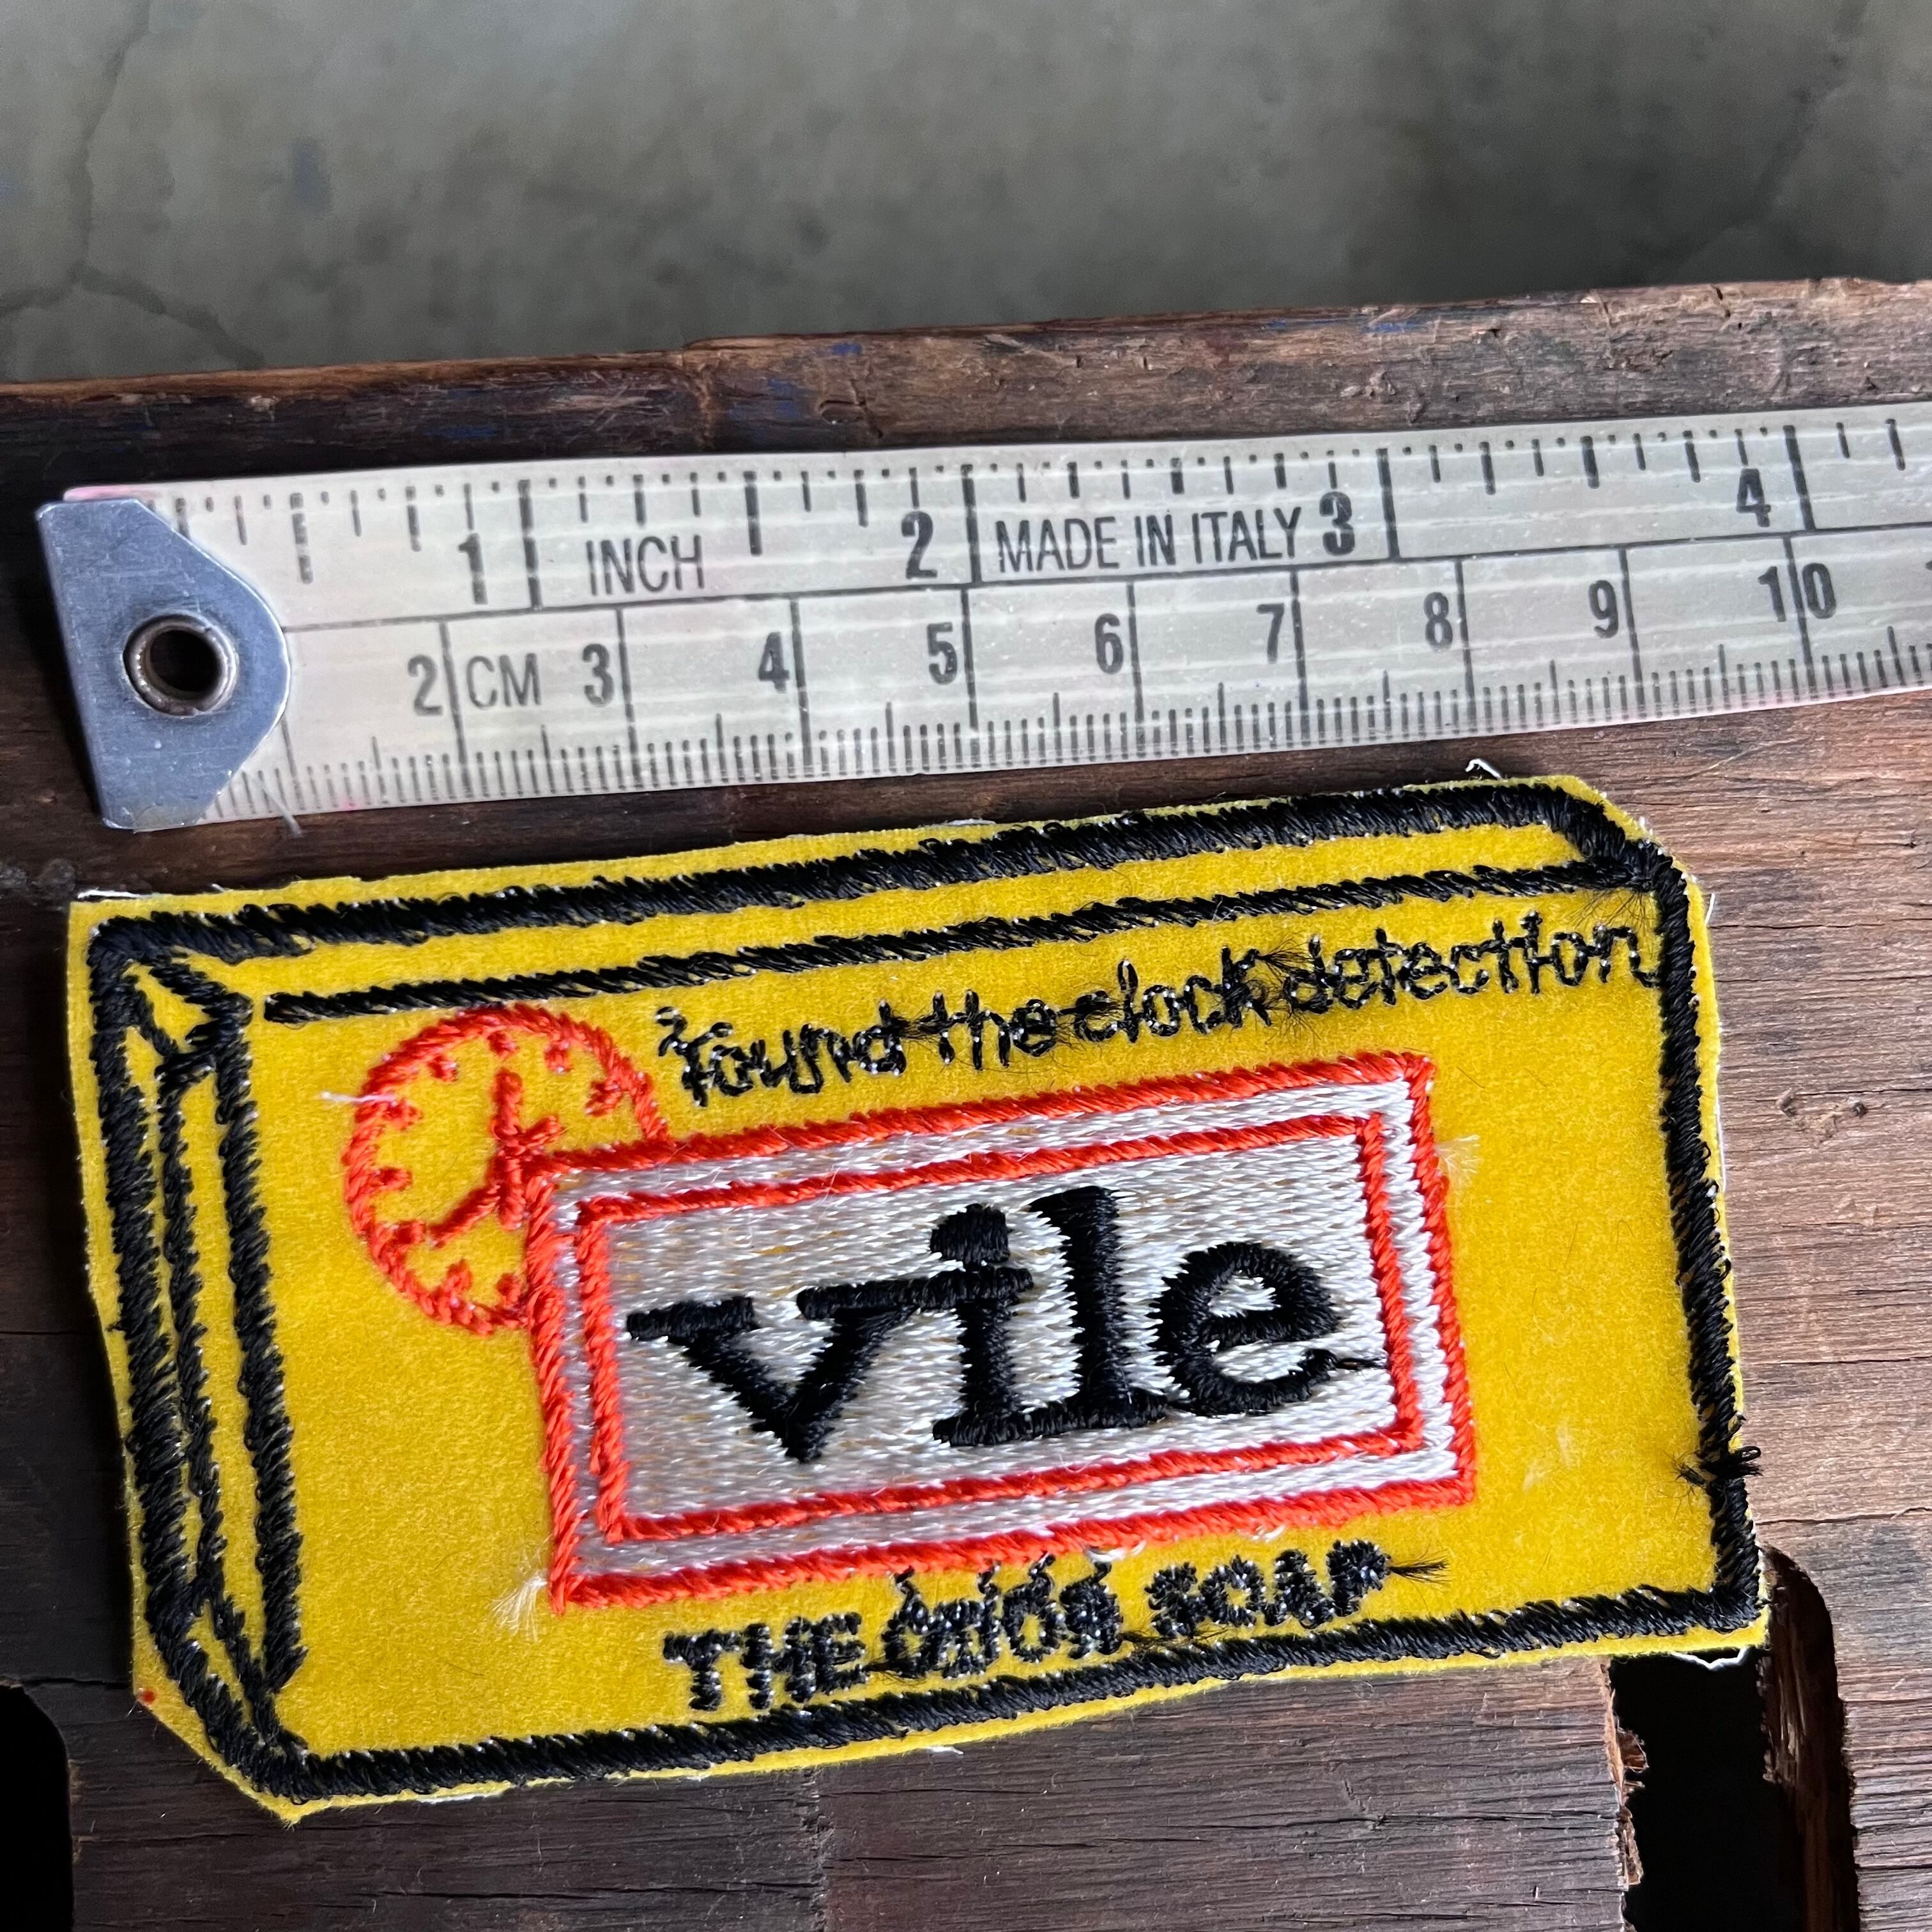 1 INCH 2 MADE IN ITALY 3 4
2 CM 3 4 5 6 7 8 9 10
'round the clock detection
vile
THE odor SOAP